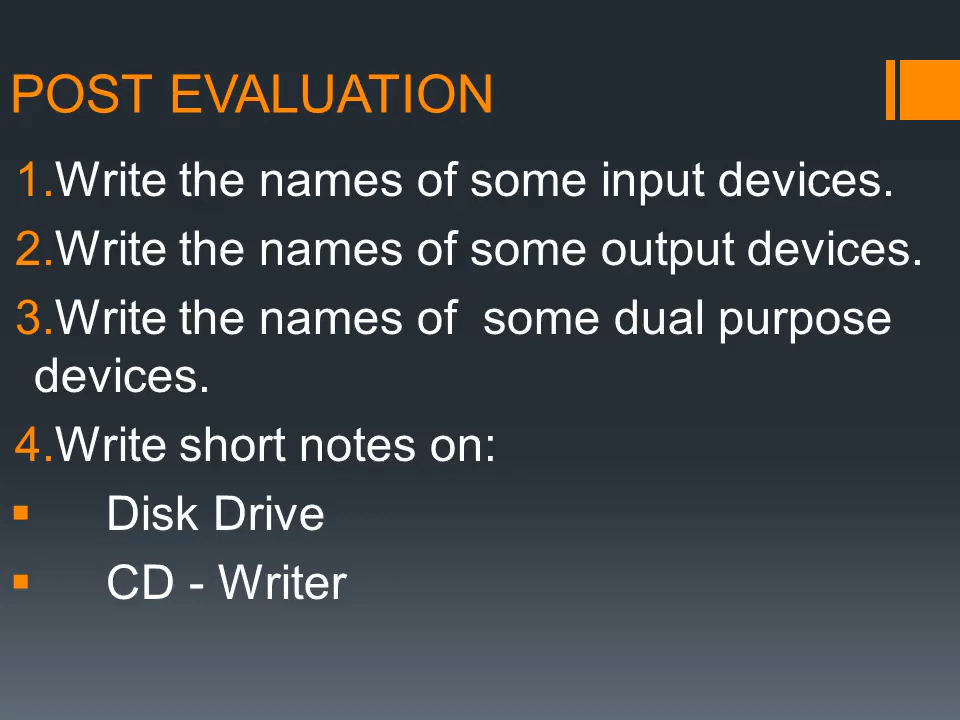 POST EVALUATION
1.Write the names of some input devices.
2.Write the names of some output devices.
3.Write the names of  some dual purpose
devices.
4.Write short notes on:
▪ Disk Drive
▪ CD - Writer